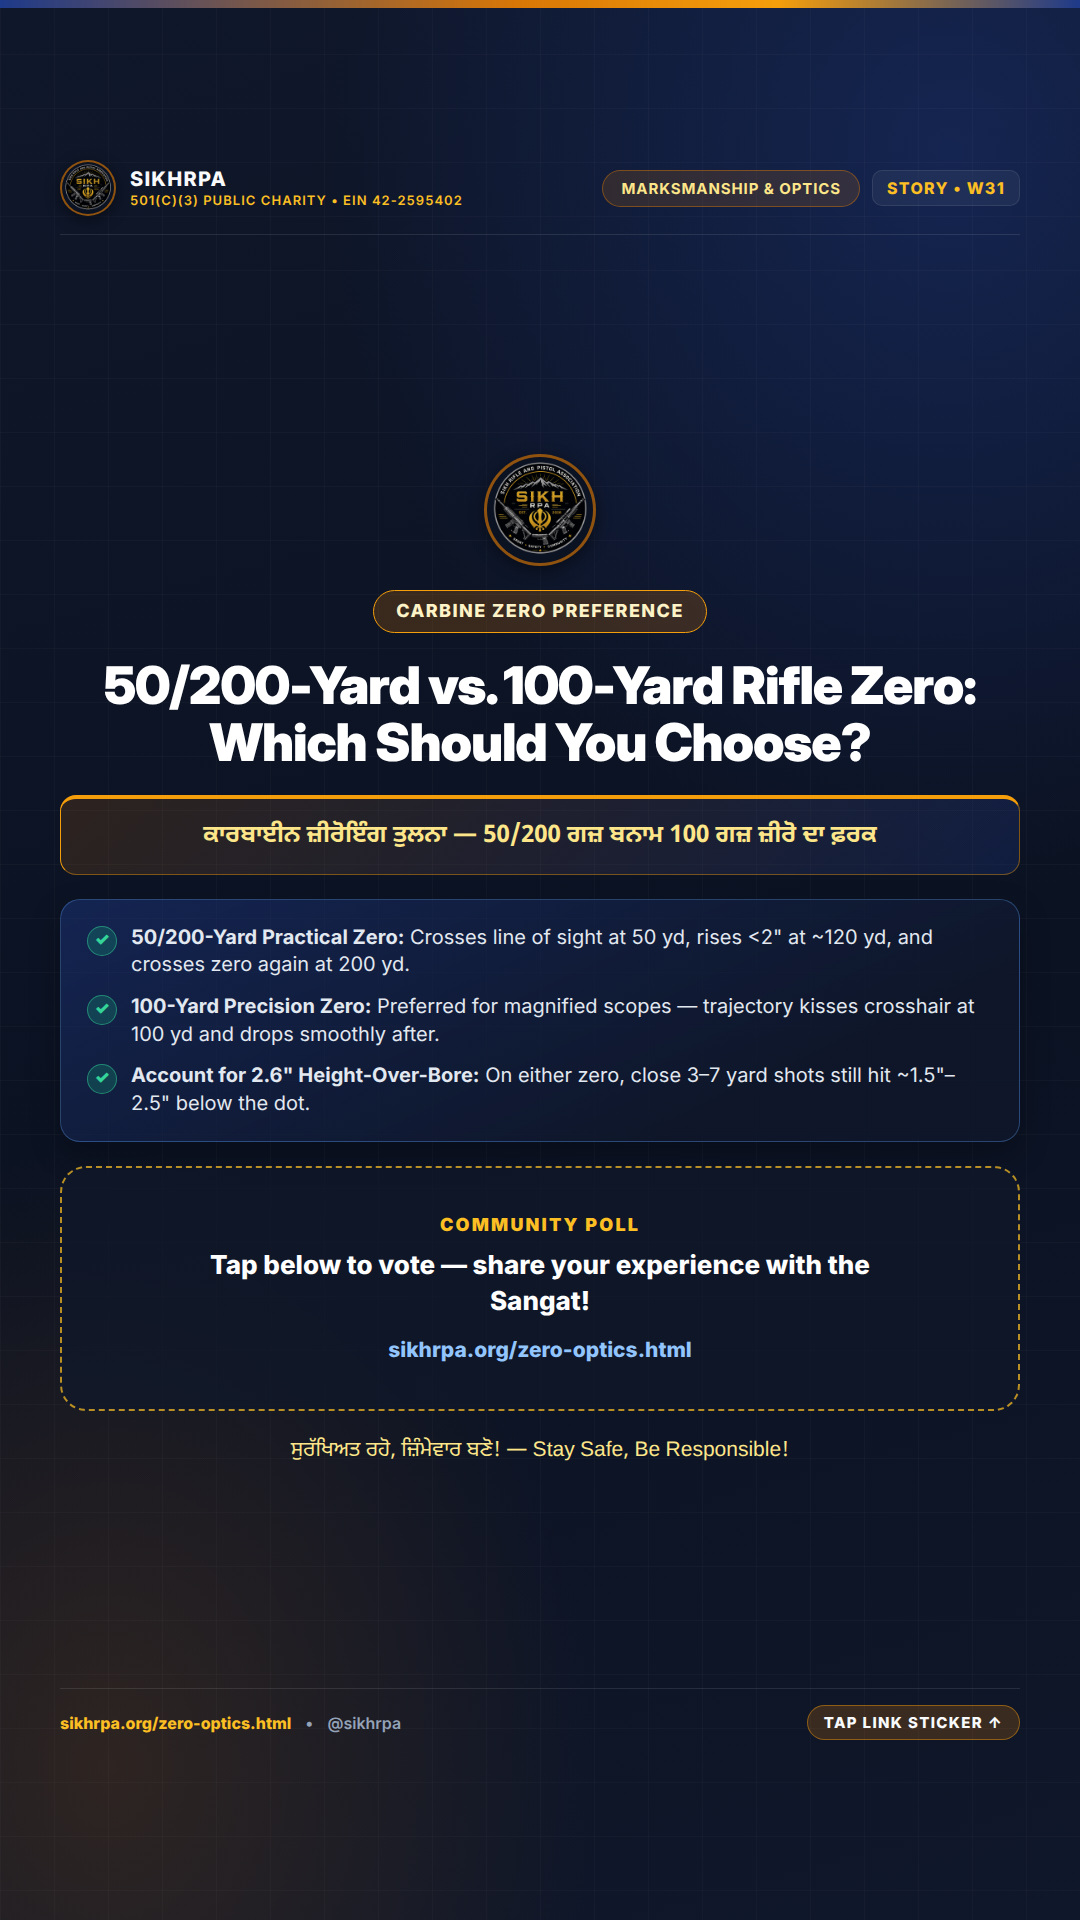 SIKHRPA
501(C)(3) PUBLIC CHARITY • EIN 42-2595402
MARKSMANSHIP & OPTICS
STORY • W31
SIKH RIFLE AND PISTOL ASSOCIATION
SIKH
RPA
CARBINE ZERO PREFERENCE
50/200-Yard vs. 100-Yard Rifle Zero:
Which Should You Choose?
ਕਾਰਬਾਈਨ ਜ਼ੀਰੋਇੰਗ ਤੁਲਨਾ — 50/200 ਗਜ਼ ਬਨਾਮ 100 ਗਜ਼ ਜ਼ੀਰੋ ਦਾ ਫ਼ਰਕ
50/200-Yard Practical Zero: Crosses line of sight at 50 yd, rises <2" at ~120 yd, and
crosses zero again at 200 yd.
100-Yard Precision Zero: Preferred for magnified scopes — trajectory kisses crosshair at
100 yd and drops smoothly after.
Account for 2.6" Height-Over-Bore: On either zero, close 3–7 yard shots still hit ~1.5"–
2.5" below the dot.
COMMUNITY POLL
Tap below to vote — share your experience with the
Sangat!
sikhrpa.org/zero-optics.html
ਸੁਰੱਖਿਅਤ ਰਹੋ, ਜ਼ਿੰਮੇਵਾਰ ਬਣੋ! — Stay Safe, Be Responsible!
sikhrpa.org/zero-optics.html • @sikhrpa
TAP LINK STICKER ↑